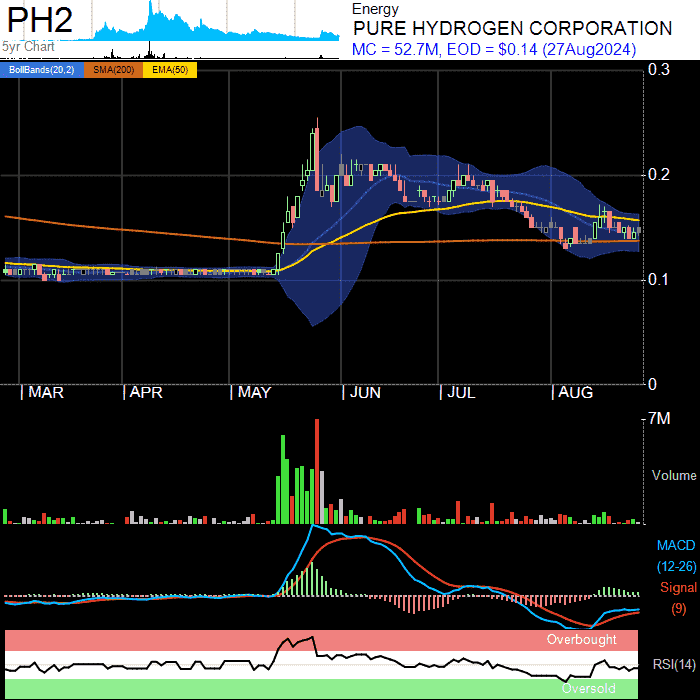 PH2
5yr Chart
Energy
PURE HYDROGEN CORPORATION
MC = 52.7M, EOD = $0.14 (27Aug2024)
BollBands(20,2) SMA(200) EMA(50)
0.3
0.2
0.1
0
MAR APR MAY JUN JUL AUG
7M
Volume
MACD
(12-26)
Signal
(9)
Overbought
RSI(14)
Oversold